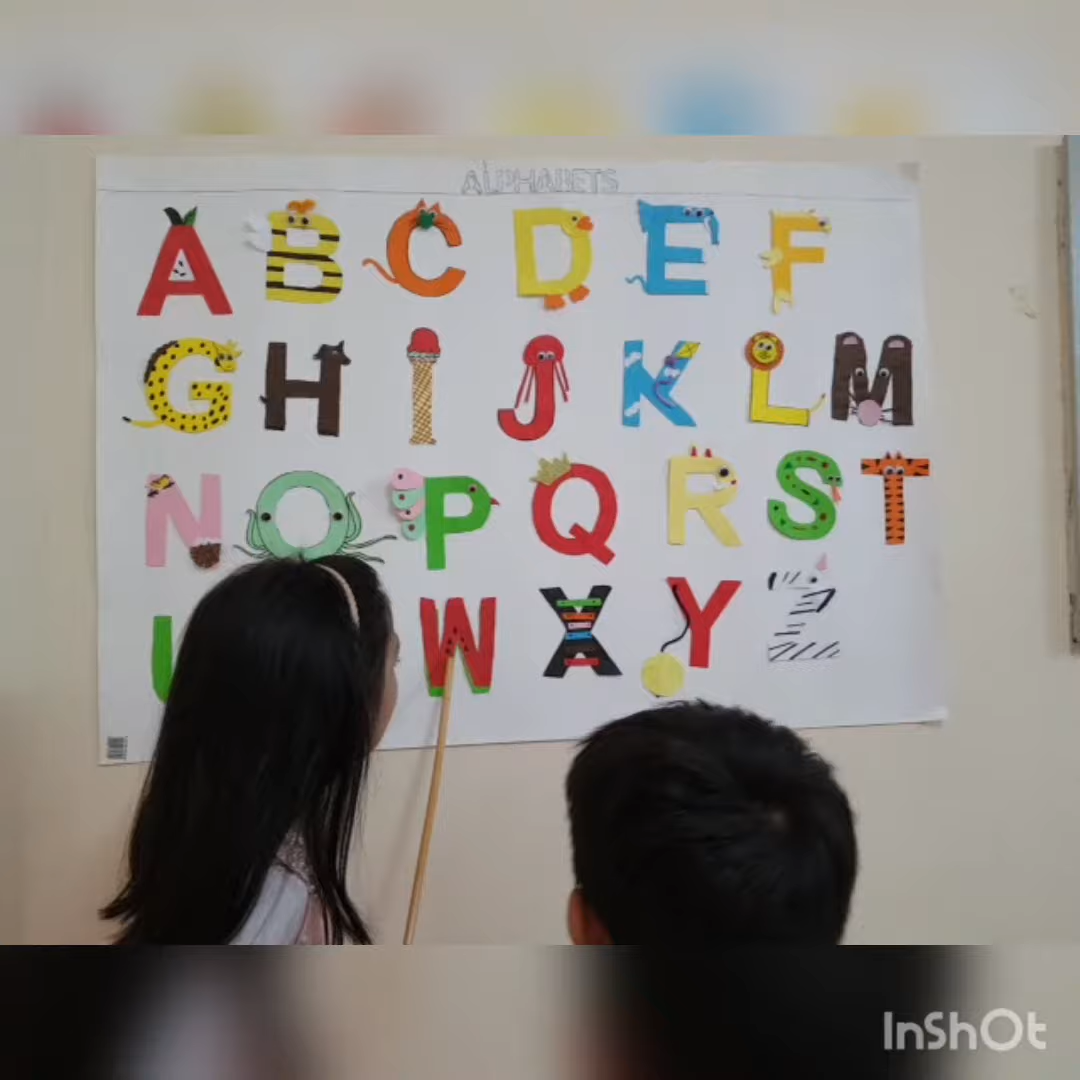 ALPHABETS
A B C D E F
G H I J K L M
N O P Q R S T
U W X Y Z
InShOt